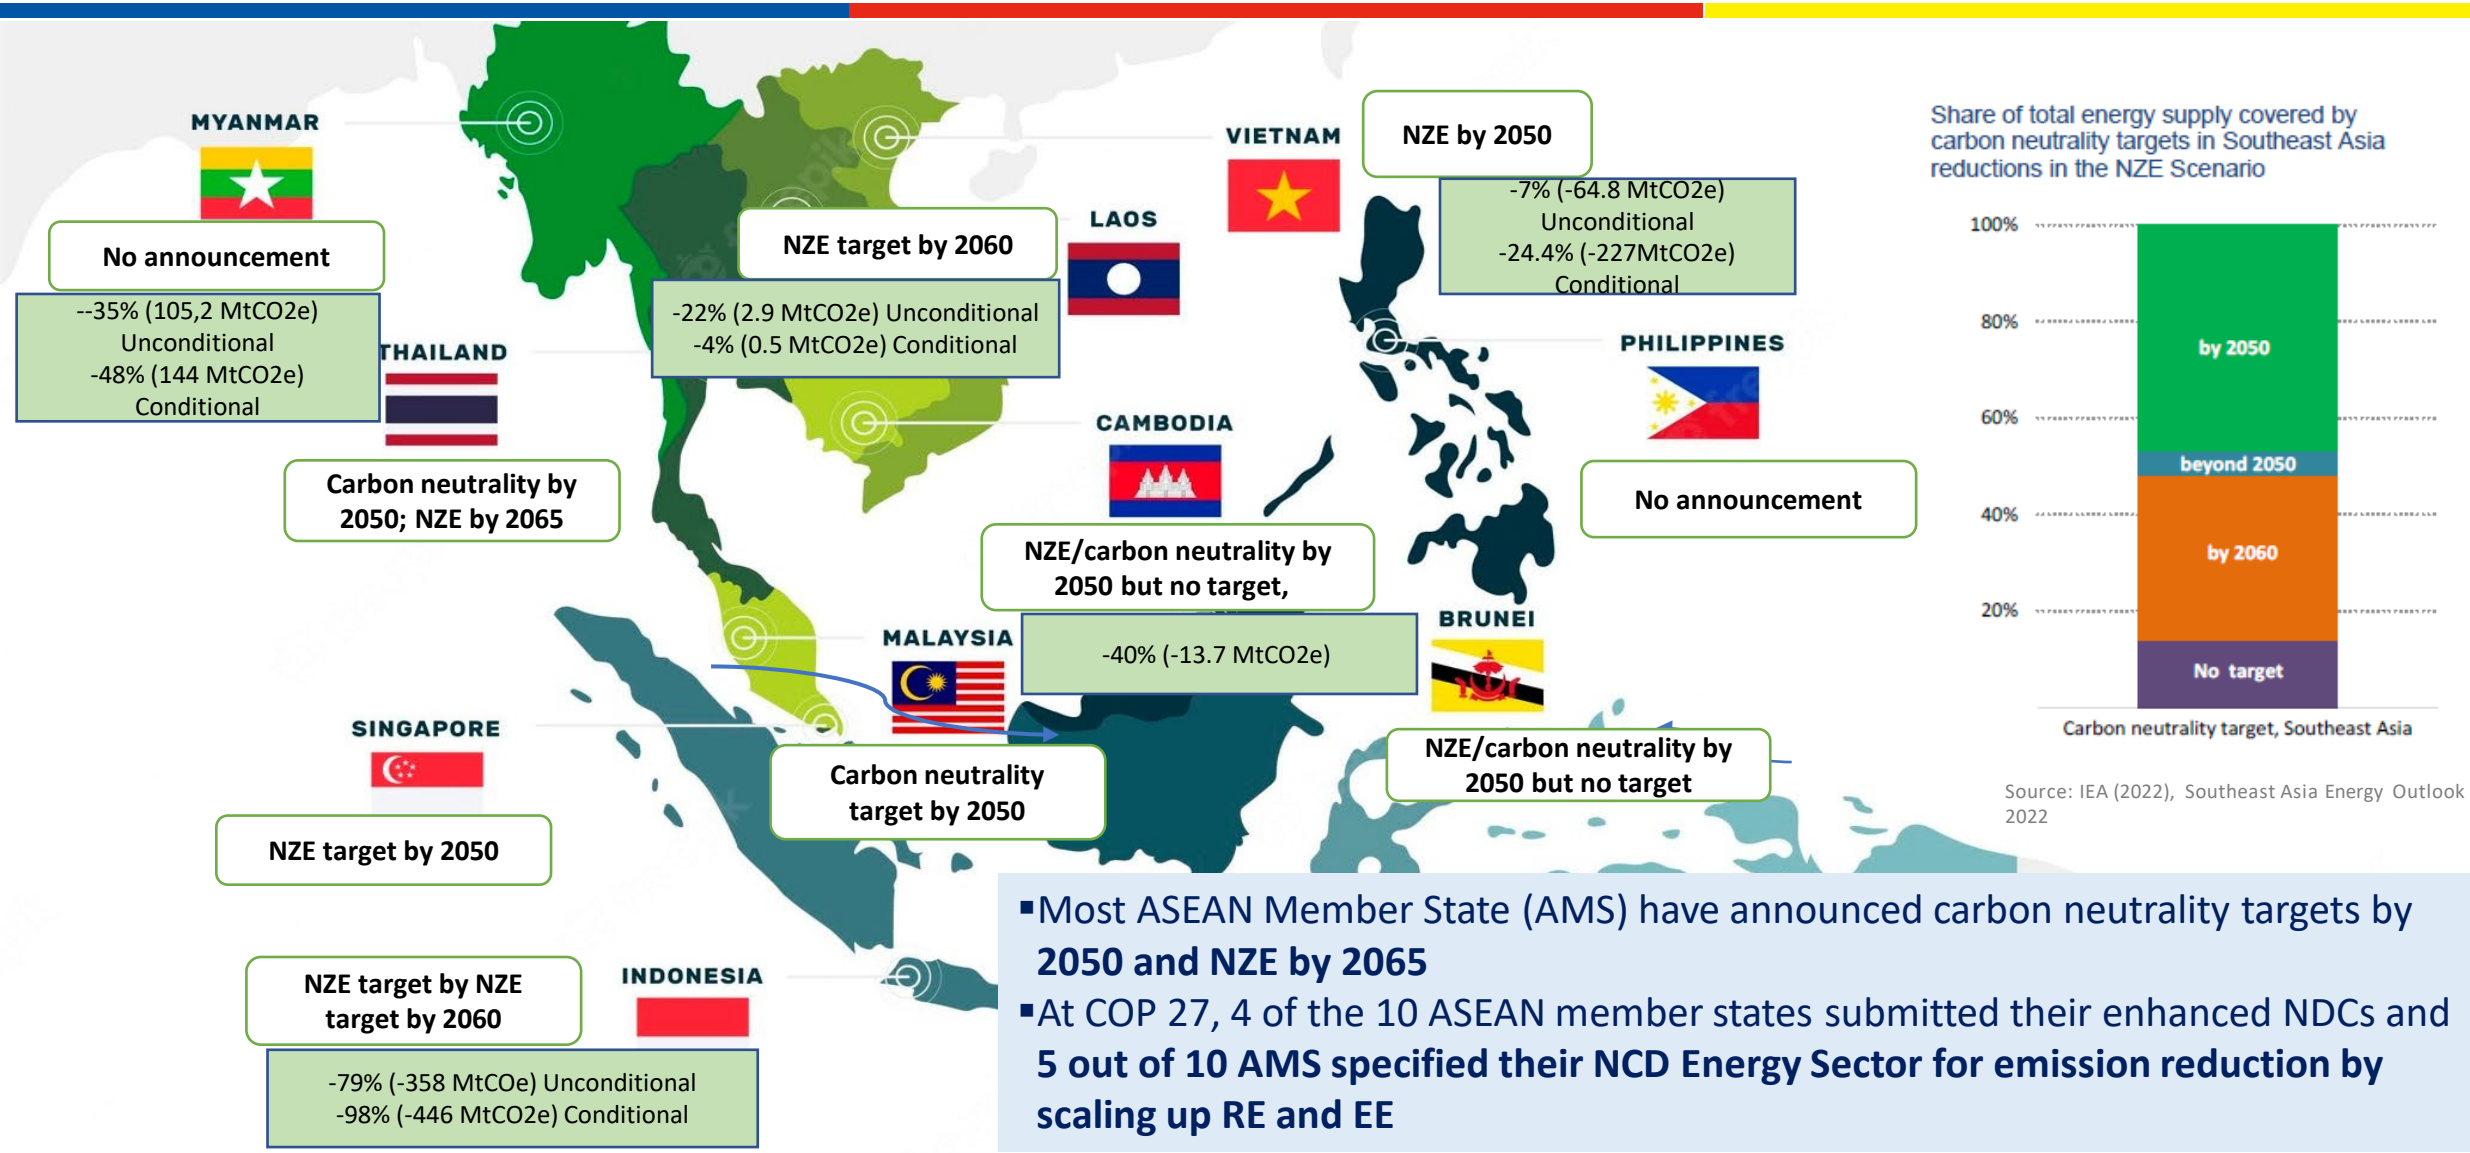 MYANMAR
No announcement
--35% (105,2 MtCO2e)
Unconditional
-48% (144 MtCO2e)
Conditional
THAILAND
Carbon neutrality by
2050; NZE by 2065
NZE target by 2060
LAOS
-22% (2.9 MtCO2e) Unconditional
-4% (0.5 MtCO2e) Conditional
VIETNAM
NZE by 2050
-7% (-64.8 MtCO2e)
Unconditional
-24.4% (-227MtCO2e)
Conditional
PHILIPPINES
No announcement
CAMBODIA
NZE/carbon neutrality by
2050 but no target,
-40% (-13.7 MtCO2e)
BRUNEI
NZE/carbon neutrality by
2050 but no target
MALAYSIA
Carbon neutrality
target by 2050
SINGAPORE
NZE target by 2050
INDONESIA
NZE target by NZE
target by 2060
-79% (-358 MtCOe) Unconditional
-98% (-446 MtCO2e) Conditional
Share of total energy supply covered by
carbon neutrality targets in Southeast Asia
reductions in the NZE Scenario
100%
80%
60%
40%
20%
by 2050
beyond 2050
by 2060
No target
Carbon neutrality target, Southeast Asia
Source: IEA (2022), Southeast Asia Energy Outlook
2022
▪Most ASEAN Member State (AMS) have announced carbon neutrality targets by
2050 and NZE by 2065
▪At COP 27, 4 of the 10 ASEAN member states submitted their enhanced NDCs and
5 out of 10 AMS specified their NCD Energy Sector for emission reduction by
scaling up RE and EE